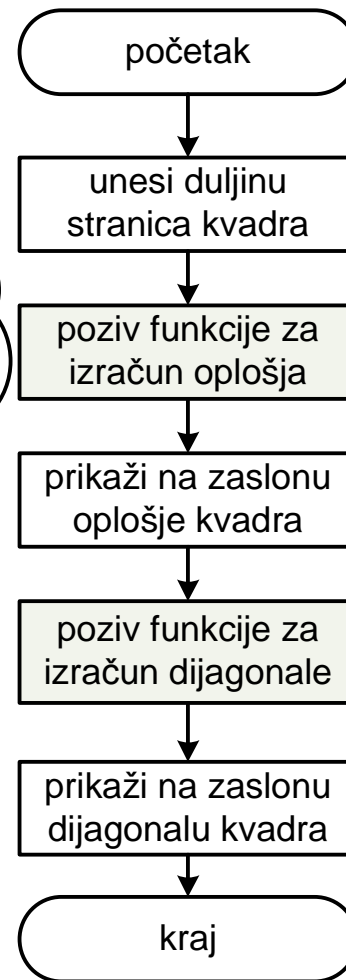 početak
unesi duljinu
stranica kvadra
poziv funkcije za
izračun oplošja
prikaži na zaslonu
oplošje kvadra
poziv funkcije za
izračun dijagonale
prikaži na zaslonu
dijagonalu kvadra
kraj